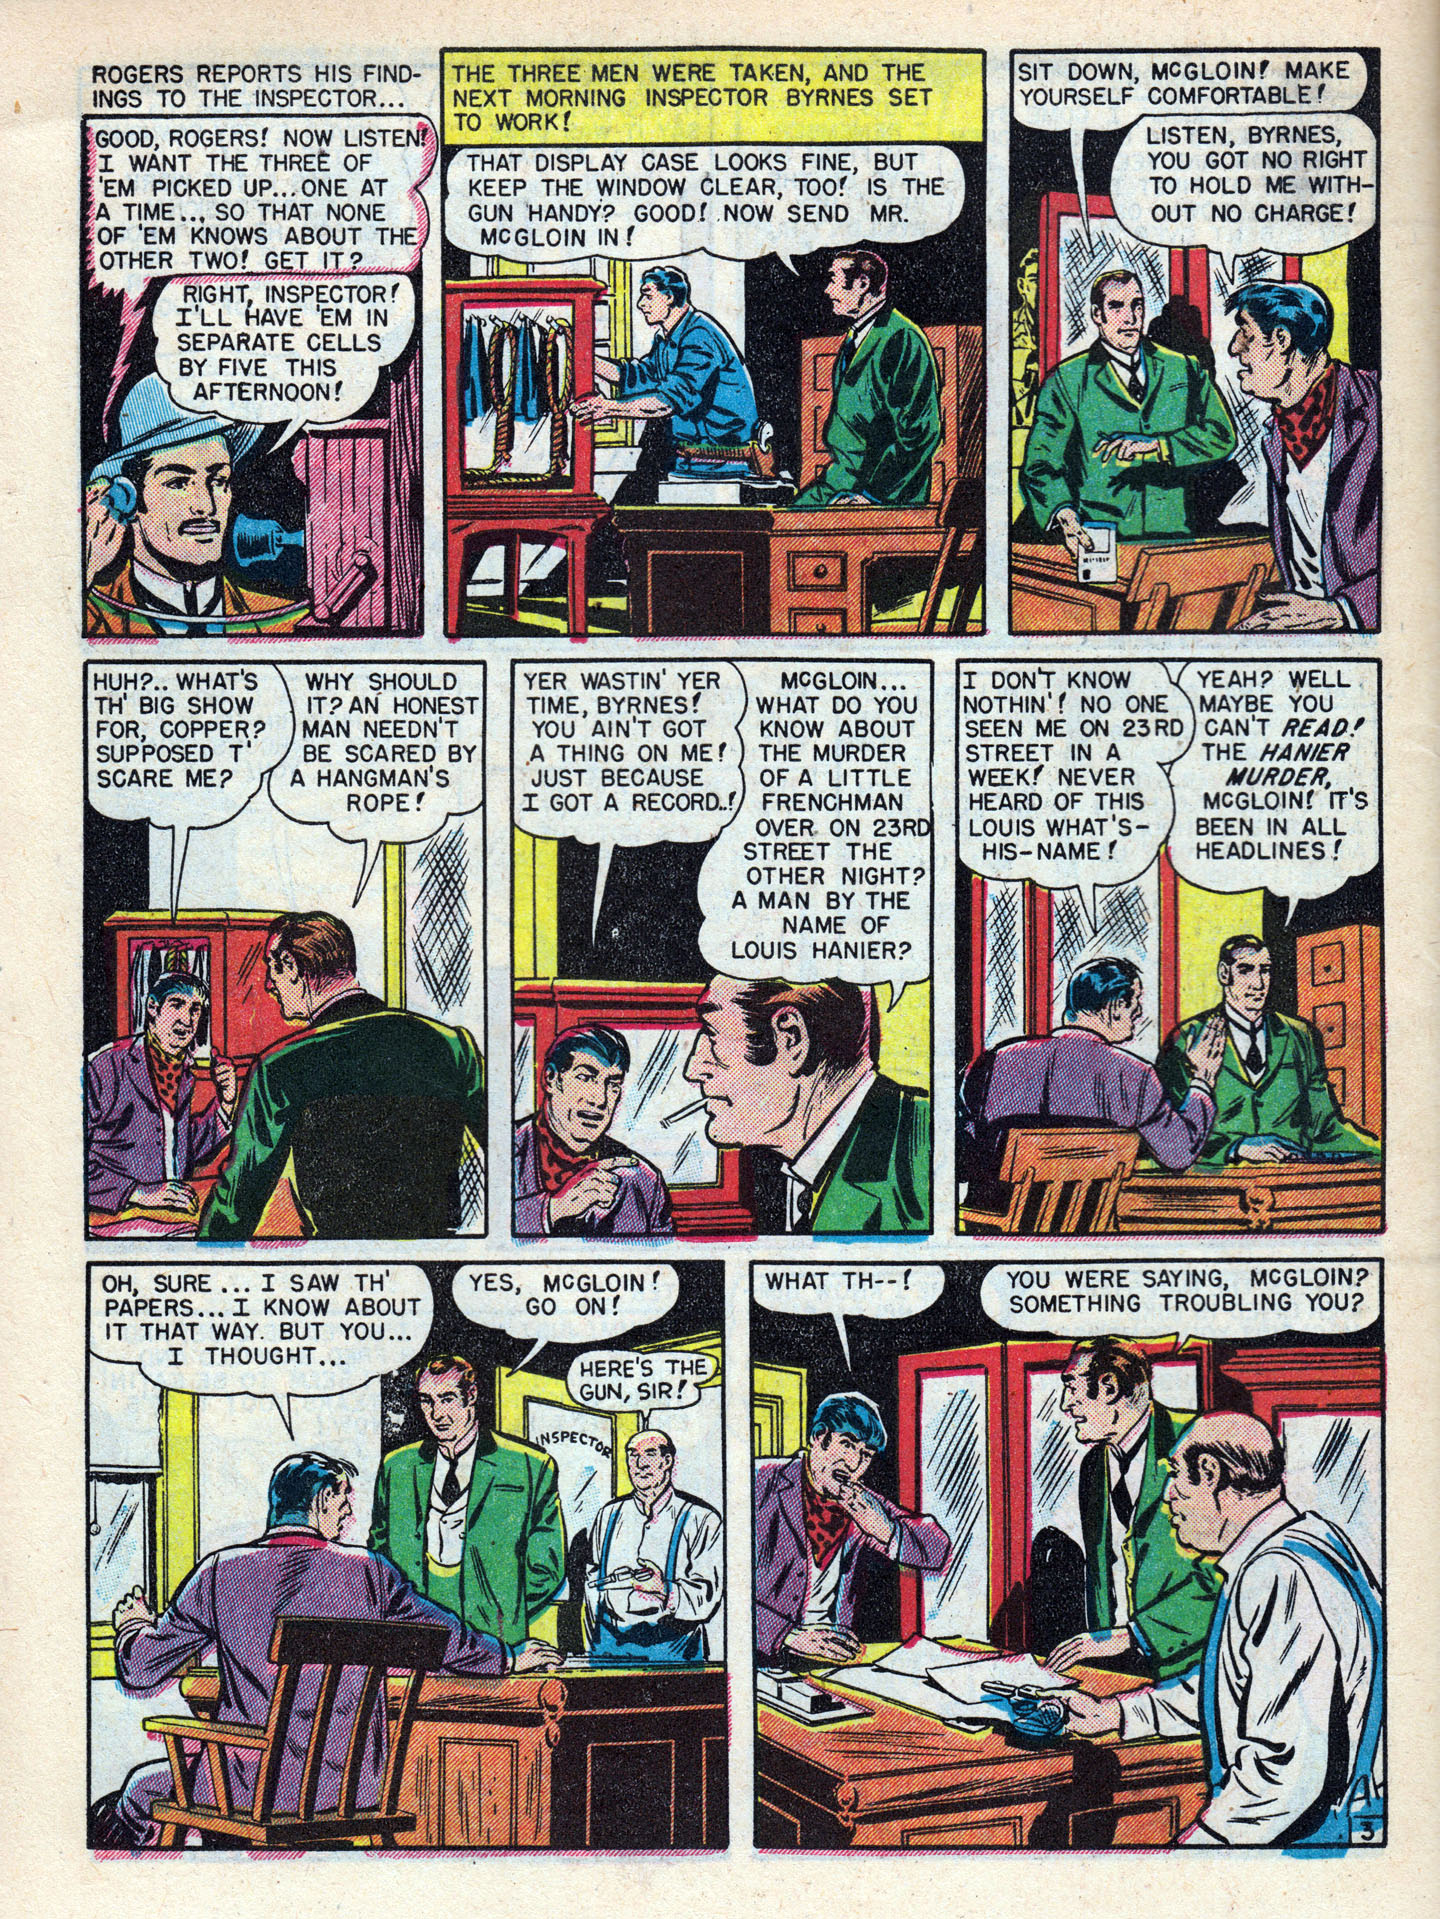 ROGERS REPORTS HIS FIND-
INGS TO THE INSPECTOR...
GOOD, ROGERS! NOW LISTEN!
I WANT THE THREE OF
'EM PICKED UP...ONE AT
A TIME..., SO THAT NONE
OF 'EM KNOWS ABOUT THE
OTHER TWO! GET IT?
RIGHT, INSPECTOR!
I'LL HAVE 'EM IN
SEPARATE CELLS
BY FIVE THIS
AFTERNOON!
THE THREE MEN WERE TAKEN, AND THE
NEXT MORNING INSPECTOR BYRNES SET
TO WORK!
THAT DISPLAY CASE LOOKS FINE, BUT
KEEP THE WINDOW CLEAR, TOO! IS THE
GUN HANDY? GOOD! NOW SEND MR.
McGLOIN IN!
SIT DOWN, McGLOIN! MAKE
YOURSELF COMFORTABLE!
LISTEN, BYRNES,
YOU GOT NO RIGHT
TO HOLD ME WITH-
OUT NO CHARGE!
HUH?.. WHAT'S
TH' BIG SHOW
FOR, COPPER?
SUPPOSED T'
SCARE ME?
WHY SHOULD
IT? AN HONEST
MAN NEEDN'T
BE SCARED BY
A HANGMAN'S
ROPE!
YER WASTIN' YER
TIME, BYRNES!
YOU AIN'T GOT
A THING ON ME!
JUST BECAUSE
I GOT A RECORD..!
McGLOIN...
WHAT DO YOU
KNOW ABOUT
THE MURDER
OF A LITTLE
FRENCHMAN
OVER ON 23RD
STREET THE
OTHER NIGHT?
A MAN BY THE
NAME OF
LOUIS HANIER?
I DON'T KNOW
NOTHIN'! NO ONE
SEEN ME ON 23RD
STREET IN A
WEEK! NEVER
HEARD OF THIS
LOUIS WHAT'S-
HIS-NAME!
YEAH? WELL
MAYBE YOU
CAN'T READ!
THE HANIER
MURDER,
McGLOIN! IT'S
BEEN IN ALL
HEADLINES!
OH, SURE... I SAW TH'
PAPERS... I KNOW ABOUT
IT THAT WAY. BUT YOU...
I THOUGHT...
YES, McGLOIN!
GO ON!
HERE'S THE
GUN, SIR!
INSPECTOR
WHAT TH--!
YOU WERE SAYING, McGLOIN?
SOMETHING TROUBLING YOU?
3